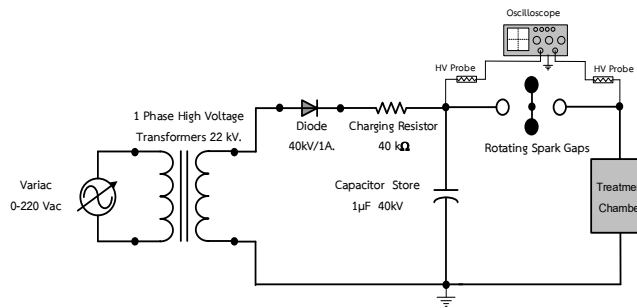 Oscilloscope
HV Probe
HV Probe
1 Phase High Voltage
Transformers 22 kV.
Diode
40kV/1A.
Charging Resistor
40 kΩ
Rotating Spark Gaps
Variac
0-220 Vac
Capacitor Store
1µF 40kV